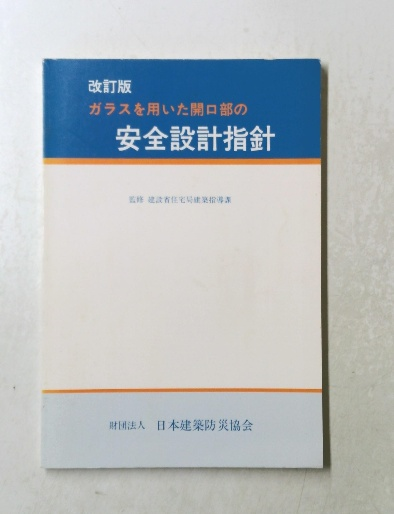 改訂版
ガラスを用いた開口部の
安全設計指針
監修 建設省住宅局建築指導課
財団法人 日本建築防災協会